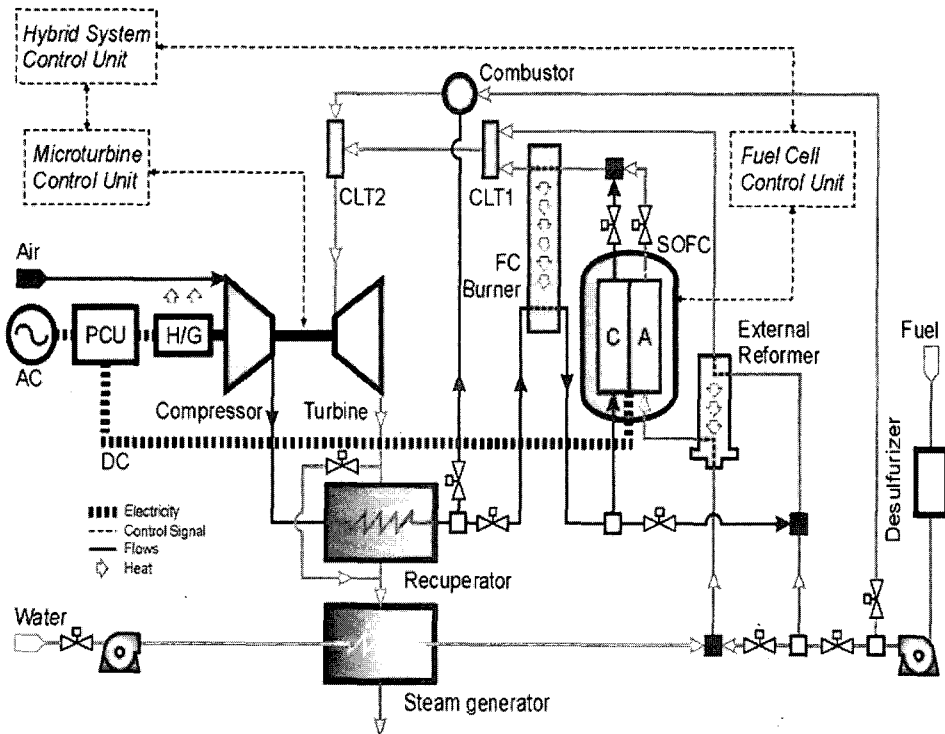 Hybrid System
Control Unit
Combustor
Microturbine
Control Unit
Fuel Cell
Control Unit
CLT2
CLT1
SOFC
Air
FC
Burner
PCU
H/G
C
A
External
Reformer
Fuel
AC
Compressor
Turbine
DC
Desulfurizer
Electricity
Control Signal
Flows
Heat
Recuperator
Water
Steam generator